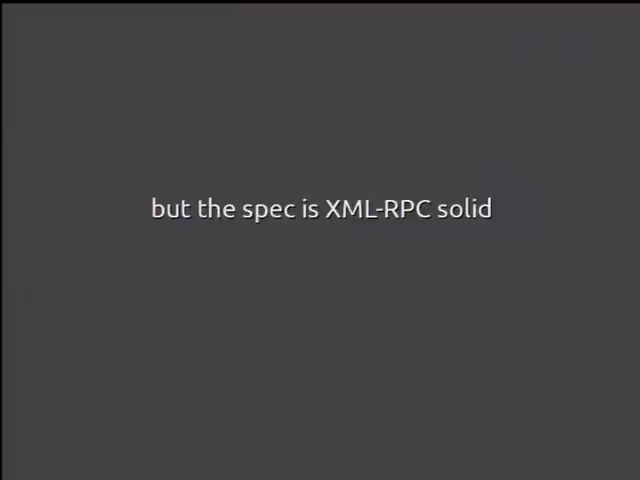 but the spec is XML-RPC solid